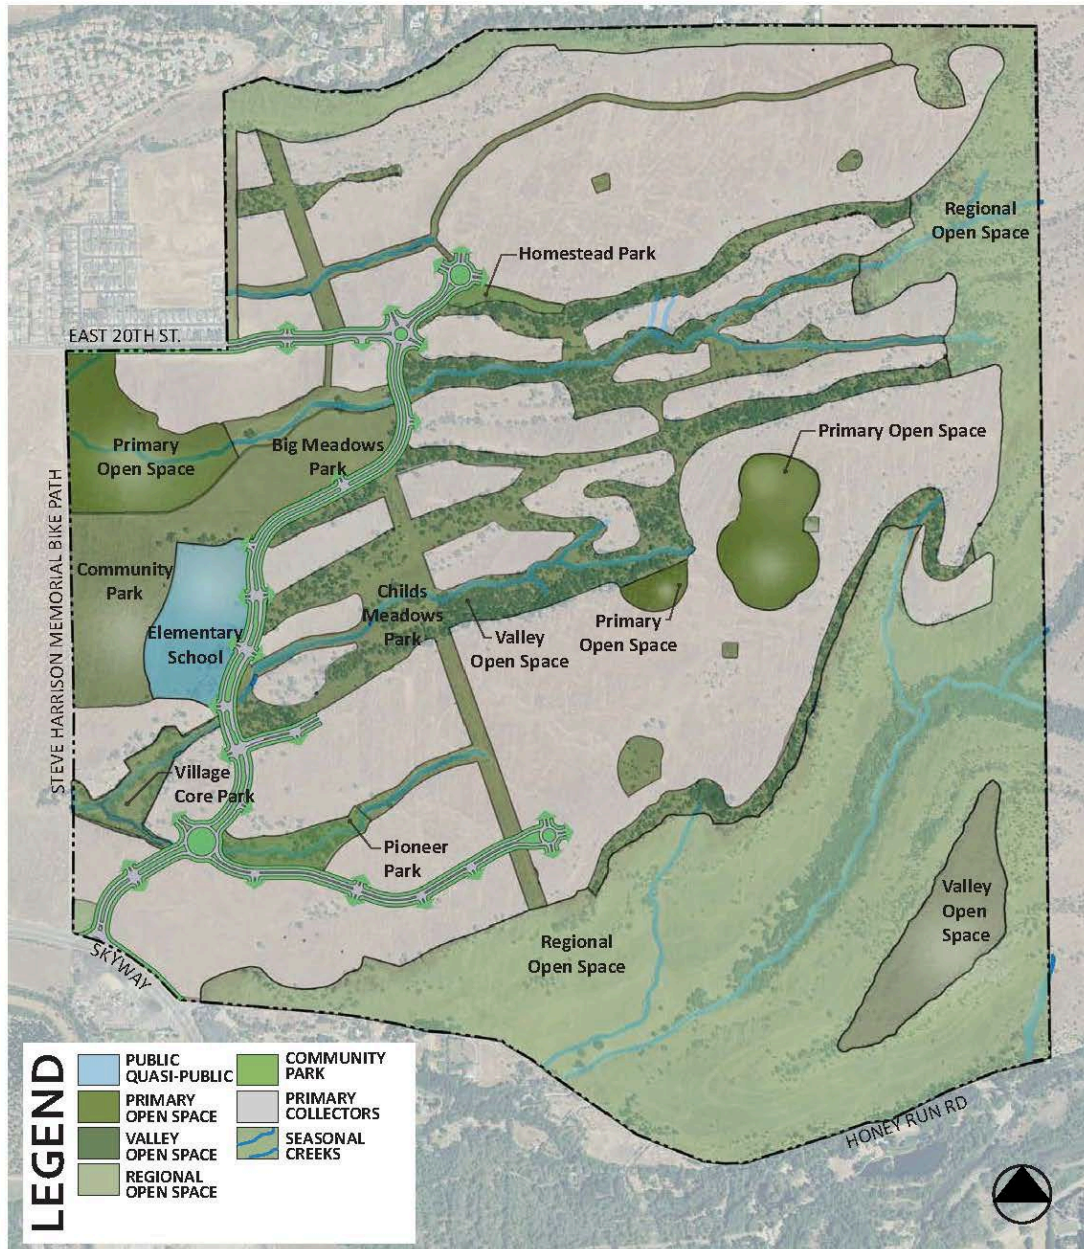 Regional
Open Space
Homestead Park
EAST 20TH ST.
Primary
Open Space
Big Meadows
Park
Primary Open Space
STEVE HARRISON MEMORIAL BIKE PATH
Community
Park
Elementary
School
Childs
Meadows
Park
Valley
Open Space
Primary
Open Space
Village
Core Park
Pioneer
Park
Valley
Open
Space
Regional
Open Space
SKYWAY
HONEY RUN RD
LEGEND
PUBLIC
QUASI-PUBLIC
PRIMARY
OPEN SPACE
VALLEY
OPEN SPACE
REGIONAL
OPEN SPACE
COMMUNITY
PARK
PRIMARY
COLLECTORS
SEASONAL
CREEKS